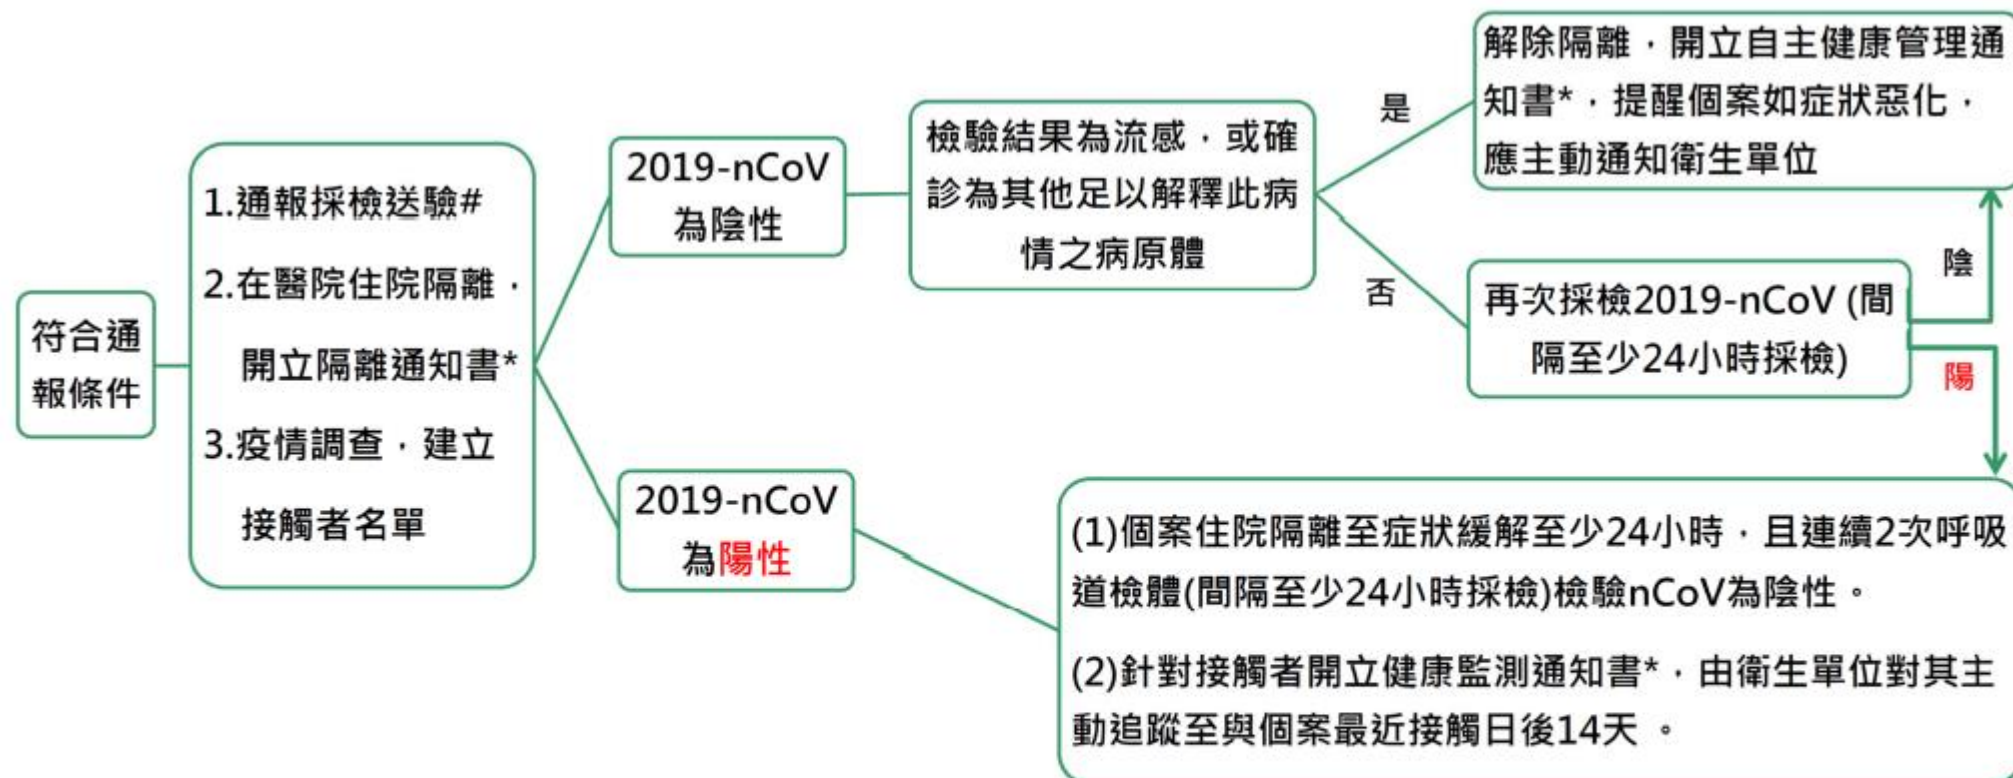 符合通
報條件
1.通報採檢送驗#
2.在醫院住院隔離，
開立隔離通知書*
3.疫情調查，建立
接觸者名單
2019-nCoV
為陰性
檢驗結果為流感，或確
診為其他足以解釋此病
情之病原體
是
解除隔離，開立自主健康管理通
知書*，提醒個案如症狀惡化，
應主動通知衛生單位
否
再次採檢2019-nCoV (間
隔至少24小時採檢)
陰
陽
2019-nCoV
為陽性
(1)個案住院隔離至症狀緩解至少24小時，且連續2次呼吸
道檢體(間隔至少24小時採檢)檢驗nCoV為陰性。
(2)針對接觸者開立健康監測通知書*，由衛生單位對其主
動追蹤至與個案最近接觸日後14天 。